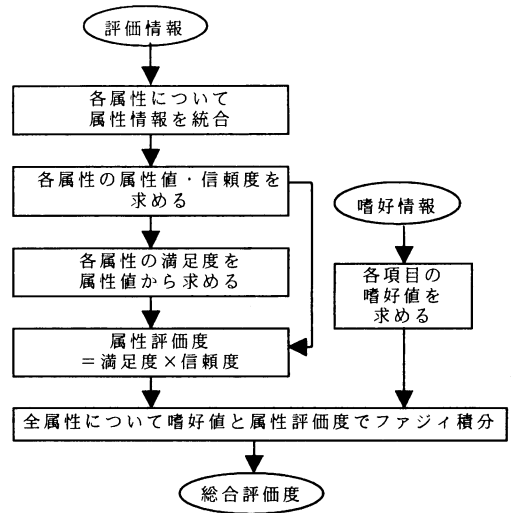 評価情報
各属性について
属性情報を統合
各属性の属性値・信頼度を
求める
各属性の満足度を
属性値から求める
属性評価度
＝満足度×信頼度
嗜好情報
各項目の
嗜好値を
求める
全属性について嗜好値と属性評価度でファジィ積分
総合評価度